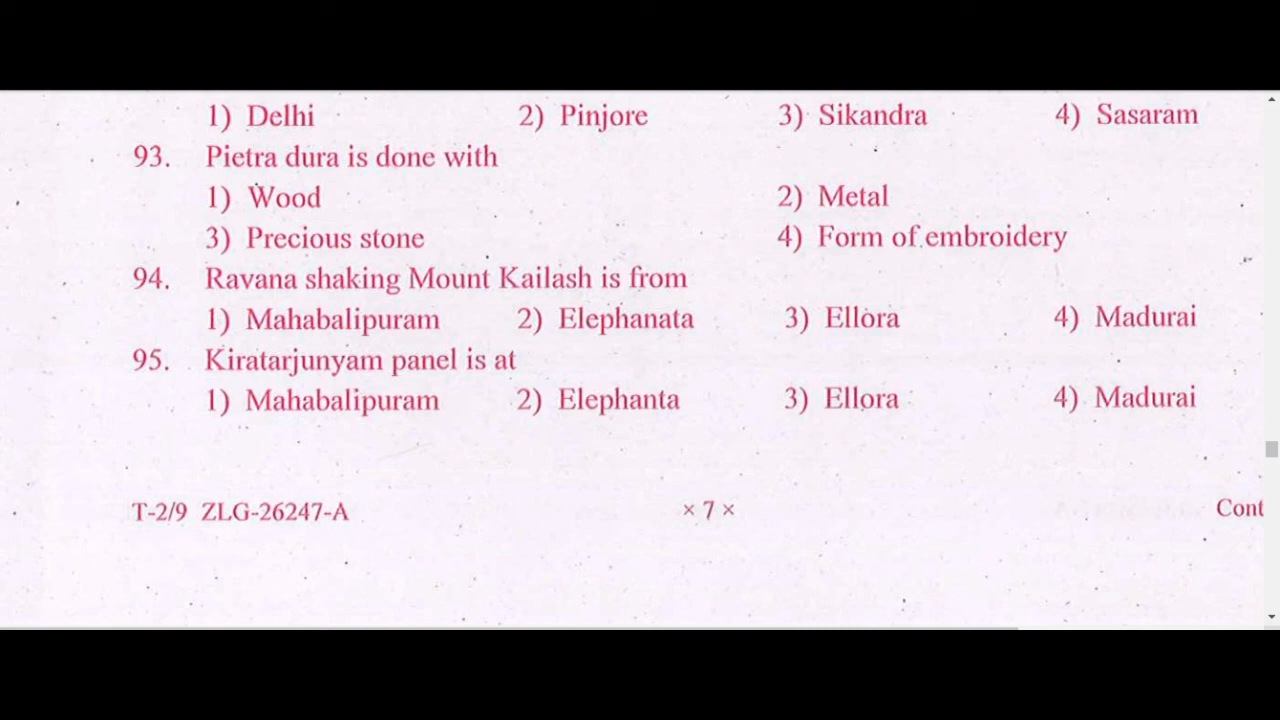 1) Delhi 2) Pinjore 3) Sikandra 4) Sasaram
93. Pietra dura is done with
1) Wood 2) Metal
3) Precious stone 4) Form of embroidery
94. Ravana shaking Mount Kailash is from
1) Mahabalipuram 2) Elephanata 3) Ellora 4) Madurai
95. Kiratarjunyam panel is at
1) Mahabalipuram 2) Elephanta 3) Ellora 4) Madurai
T-2/9 ZLG-26247-A × 7 × Cont